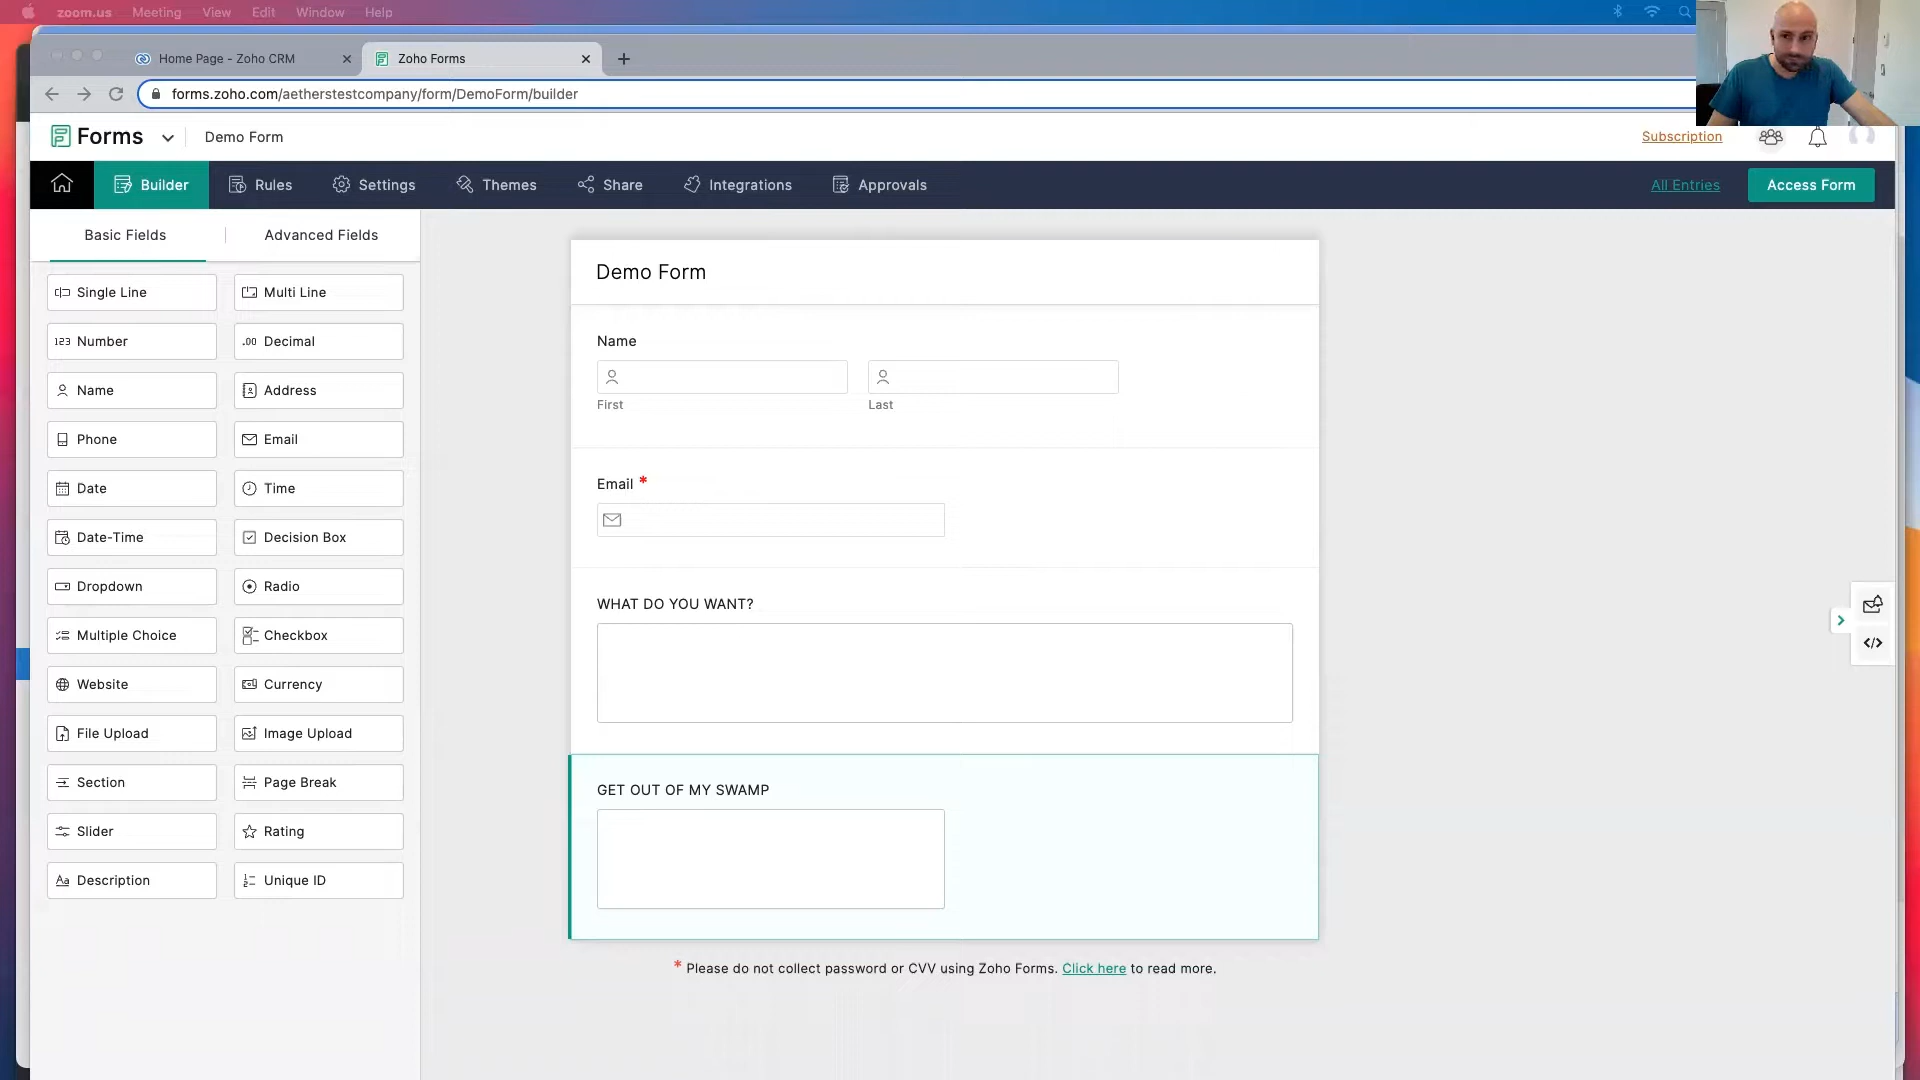 zoom.us Meeting View Edit Window Help
Home Page - Zoho CRM
Zoho Forms
forms.zoho.com/aetherstestcompany/form/DemoForm/builder
Forms
Demo Form
Subscription
Builder
Rules
Settings
Themes
Share
Integrations
Approvals
All Entries
Access Form
Basic Fields
Advanced Fields
Single Line
Multi Line
123 Number
.00 Decimal
Name
Address
Phone
Email
Date
Time
Date-Time
Decision Box
Dropdown
Radio
Multiple Choice
Checkbox
Website
Currency
File Upload
Image Upload
Section
Page Break
Slider
Rating
Aa Description
Unique ID
Demo Form
Name
First
Last
Email *
WHAT DO YOU WANT?
GET OUT OF MY SWAMP
* Please do not collect password or CVV using Zoho Forms. Click here to read more.